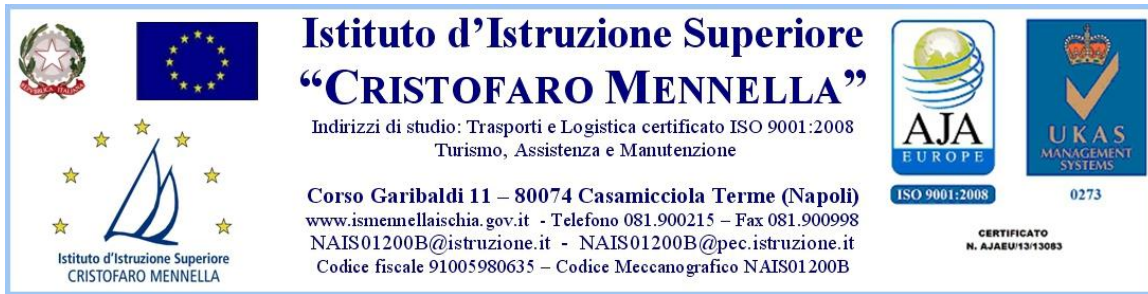 Istituto d’Istruzione Superiore
“CRISTOFARO MENNELLA”
Indirizzi di studio: Trasporti e Logistica certificato ISO 9001:2008
Turismo, Assistenza e Manutenzione
Corso Garibaldi 11 – 80074 Casamicciola Terme (Napoli)
www.ismennellaischia.gov.it - Telefono 081.900215 – Fax 081.900998
NAIS01200B@istruzione.it - NAIS01200B@pec.istruzione.it
Codice fiscale 91005980635 – Codice Meccanografico NAIS01200B
REPVBBLICA ITALIANA
Istituto d’Istruzione Superiore
CRISTOFARO MENNELLA
AJA
EUROPE
ISO 9001:2008
UKAS
MANAGEMENT
SYSTEMS
0273
CERTIFICATO
N. AJAEU/13/13083